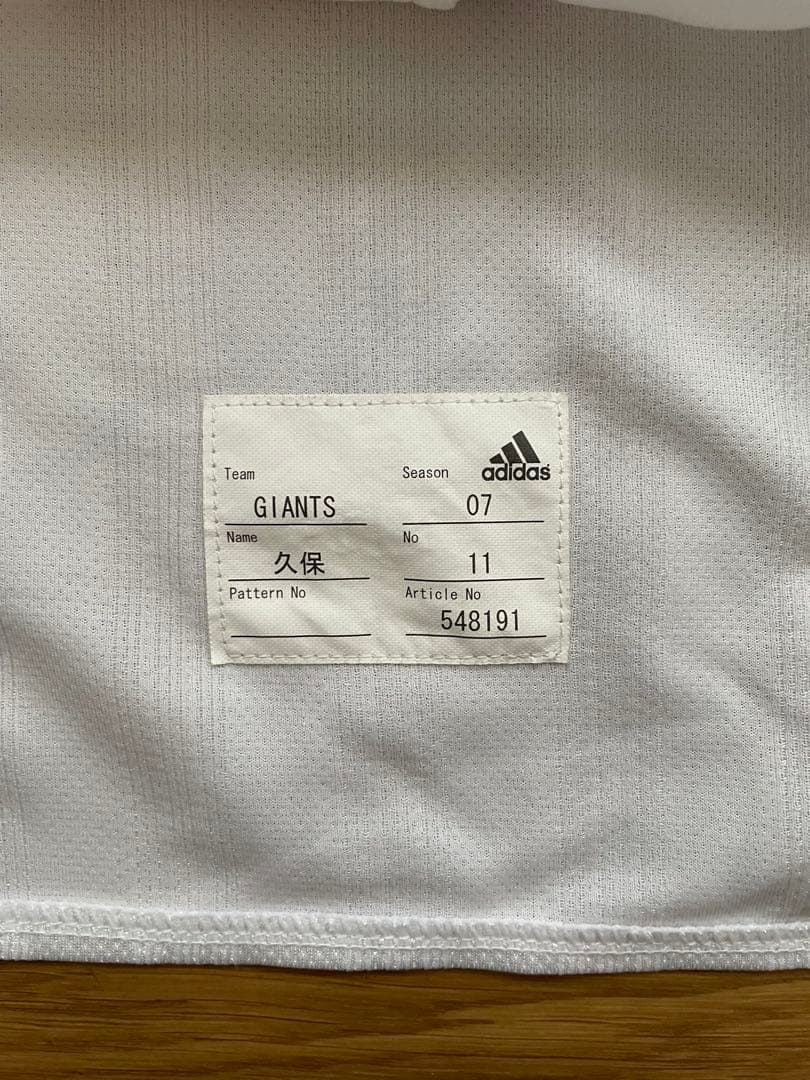 adidas
Team Season
GIANTS 07
Name No
久保 11
Pattern No Article No
548191